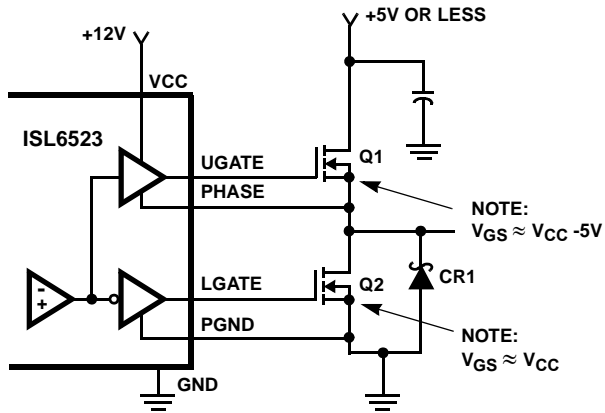 +5V OR LESS
+12V
VCC
ISL6523
UGATE
Q1
PHASE
NOTE:
VGS ≈ VCC -5V
-
+
LGATE
Q2
CR1
PGND
NOTE:
VGS ≈ VCC
GND